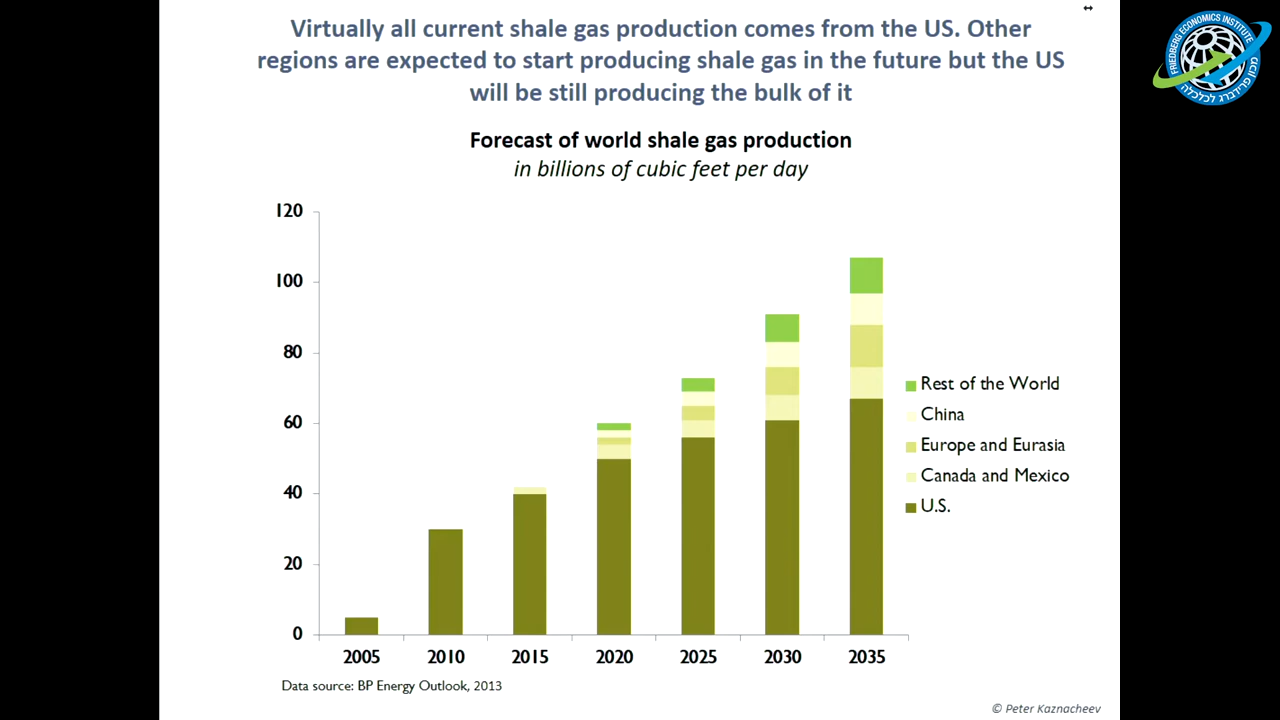 Virtually all current shale gas production comes from the US. Other
regions are expected to start producing shale gas in the future but the US
will be still producing the bulk of it
FRIEDBERG ECONOMICS INSTITUTE
מכון פרידברג לכלכלה
Forecast of world shale gas production
in billions of cubic feet per day
120
100
80
60
40
20
0
Rest of the World
China
Europe and Eurasia
Canada and Mexico
U.S.
2005 2010 2015 2020 2025 2030 2035
Data source: BP Energy Outlook, 2013
© Peter Kaznacheev